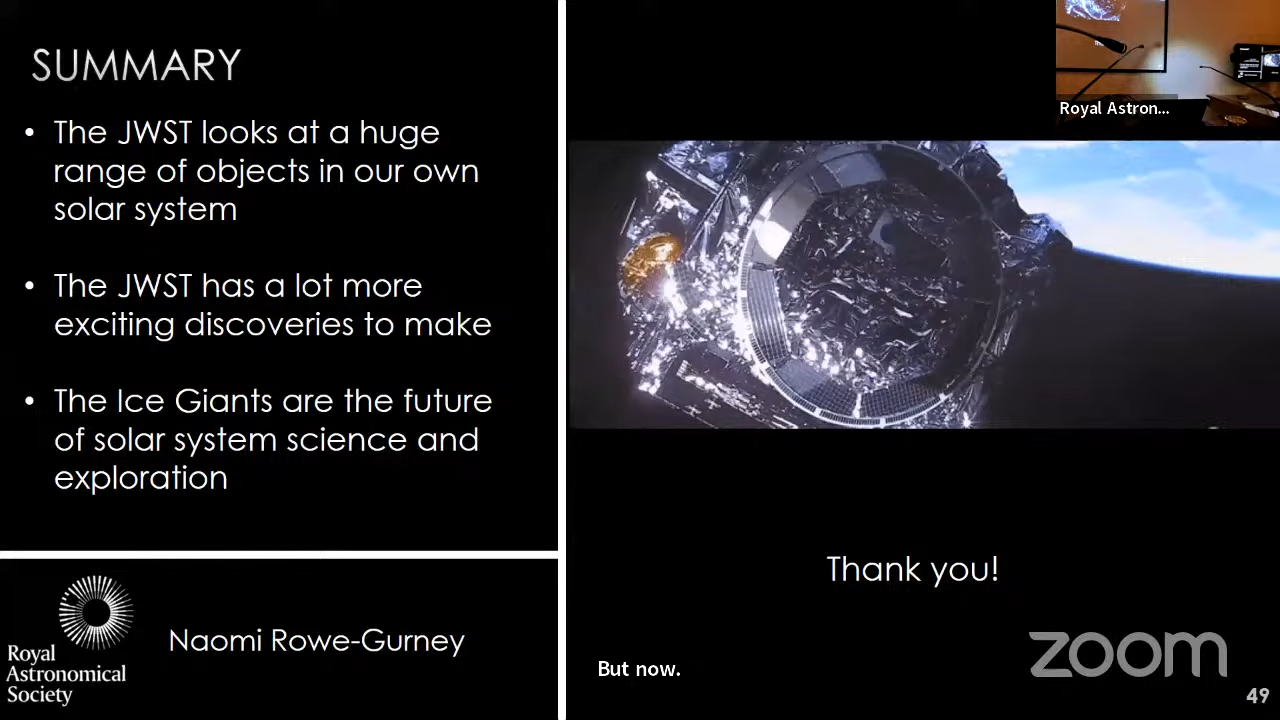 SUMMARY
• The JWST looks at a huge
range of objects in our own
solar system
• The JWST has a lot more
exciting discoveries to make
• The Ice Giants are the future
of solar system science and
exploration
Royal
Astronomical
Society
Naomi Rowe-Gurney
Royal Astron...
Thank you!
But now.
zoom
49